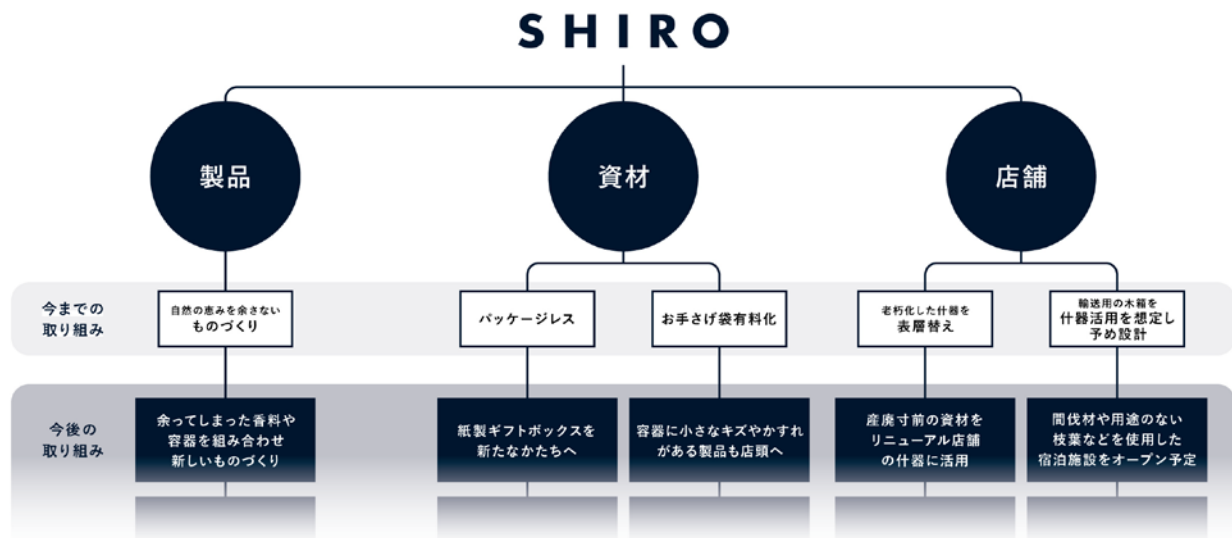 SHIRO
製品
資材
店舗
今までの
取り組み
自然の恵みを余さない
ものづくり
パッケージレス
お手さげ袋有料化
老朽化した什器を
表層替え
輸送用の木箱を
什器活用を想定し
予め設計
今後の
取り組み
余ってしまった香料や
容器を組み合わせ
新しいものづくり
紙製ギフトボックスを
新たなかたちへ
容器に小さなキズやかすれ
がある製品も店頭へ
産廃寸前の資材を
リニューアル店舗
の什器に活用
間伐材や用途のない
枝葉などを使用した
宿泊施設をオープン予定